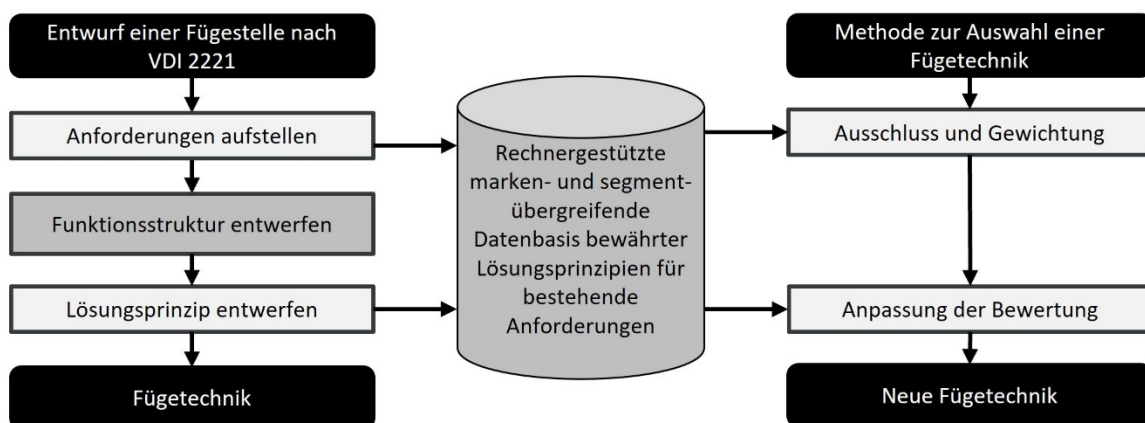 Entwurf einer Fügestelle nach
VDI 2221
Anforderungen aufstellen
Funktionsstruktur entwerfen
Lösungsprinzip entwerfen
Fügetechnik
Rechnergestützte
marken- und segment-
übergreifende
Datenbasis bewährter
Lösungsprinzipien für
bestehende
Anforderungen
Methode zur Auswahl einer
Fügetechnik
Ausschluss und Gewichtung
Anpassung der Bewertung
Neue Fügetechnik